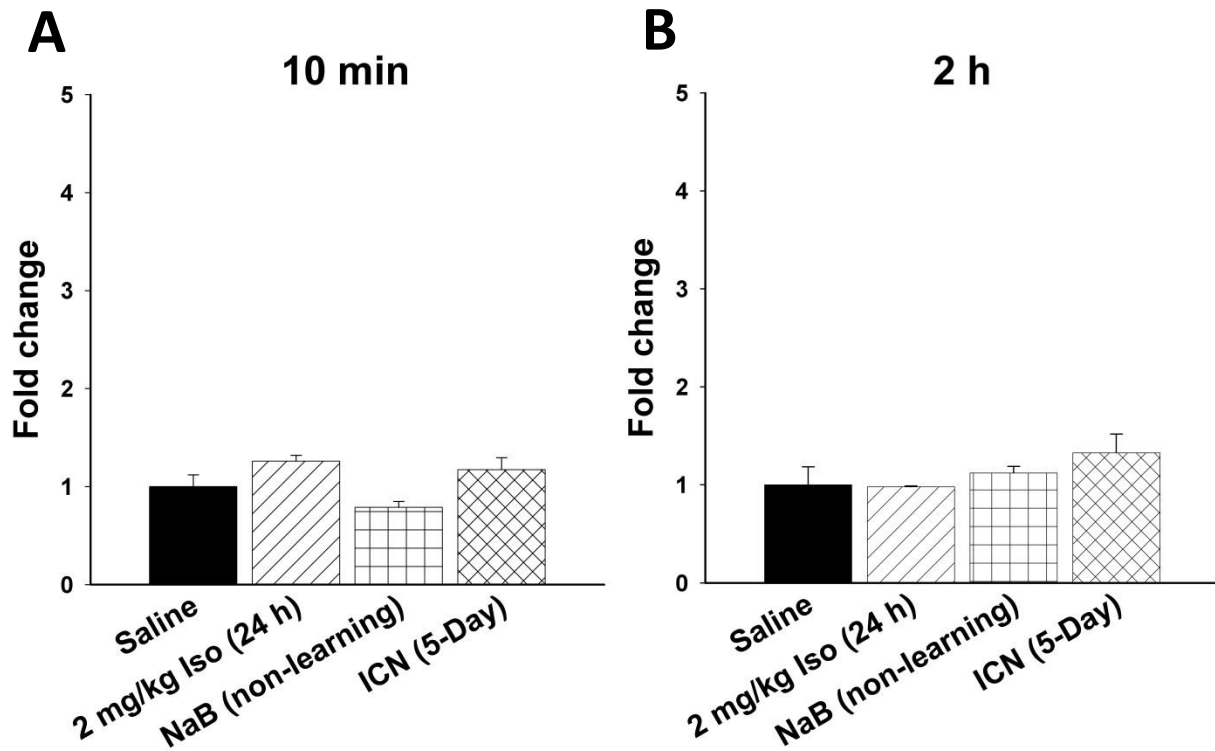 A
10 min
Fold change
5
4
3
2
1
0
Saline
2 mg/kg Iso (24 h)
NaB (non-learning)
ICN (5-Day)
B
2 h
Fold change
5
4
3
2
1
0
Saline
2 mg/kg Iso (24 h)
NaB (non-learning)
ICN (5-Day)